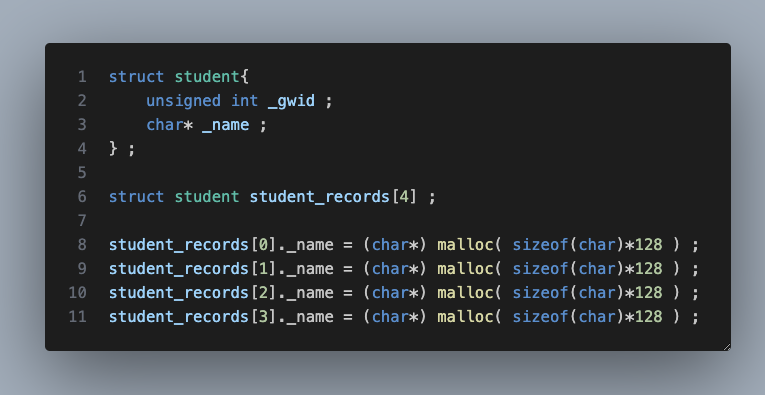 1 struct student{
2 unsigned int _gwid ;
3 char* _name ;
4 } ;
5
6 struct student student_records[4] ;
7
8 student_records[0]._name = (char*) malloc( sizeof(char)*128 ) ;
9 student_records[1]._name = (char*) malloc( sizeof(char)*128 ) ;
10 student_records[2]._name = (char*) malloc( sizeof(char)*128 ) ;
11 student_records[3]._name = (char*) malloc( sizeof(char)*128 ) ;